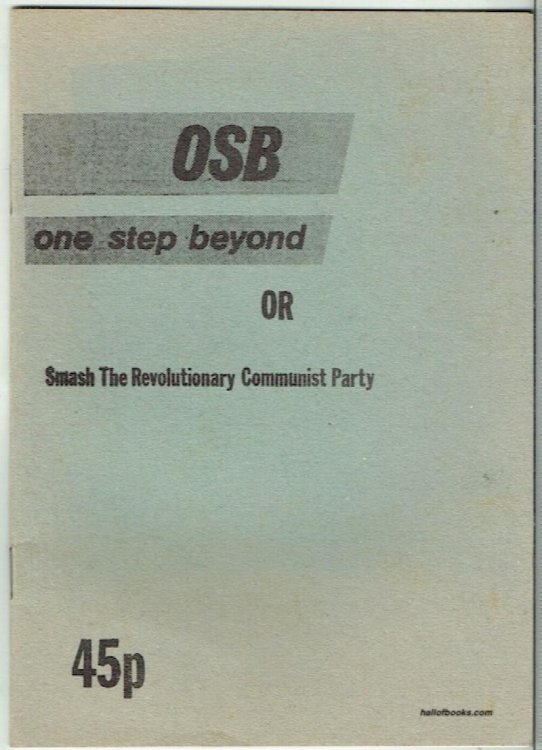 OSB
one step beyond
OR
Smash The Revolutionary Communist Party
45p
hallofbooks.com